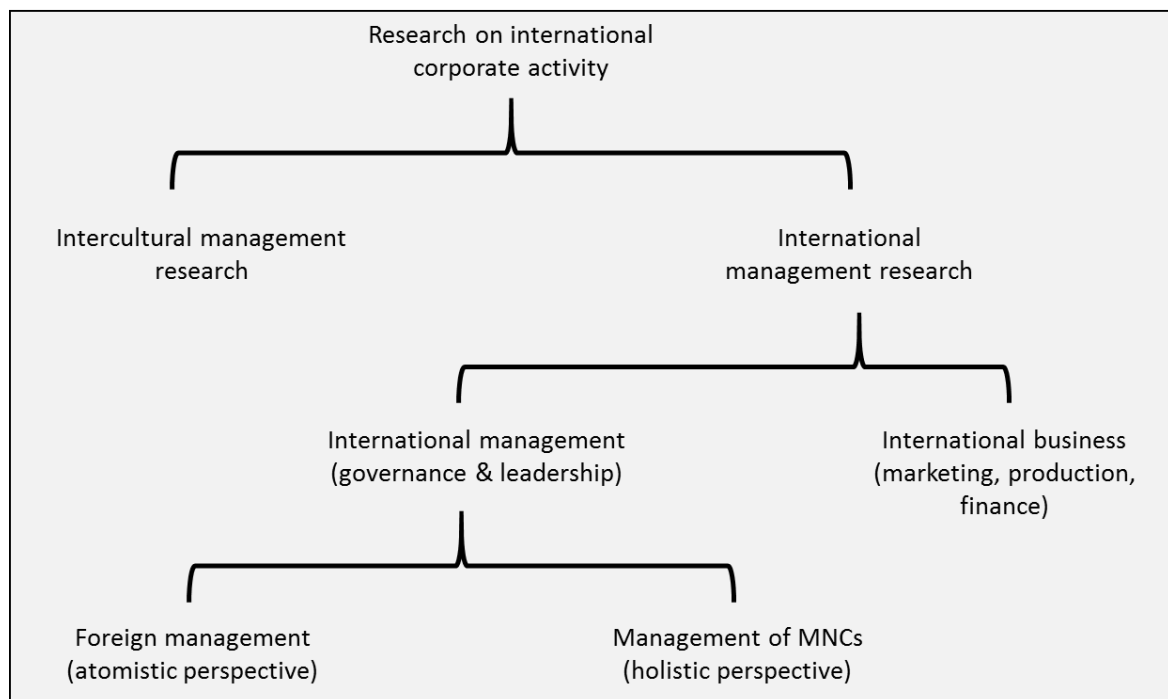 Research on international
corporate activity
Intercultural management
research
International
management research
International management
(governance & leadership)
International business
(marketing, production,
finance)
Foreign management
(atomistic perspective)
Management of MNCs
(holistic perspective)